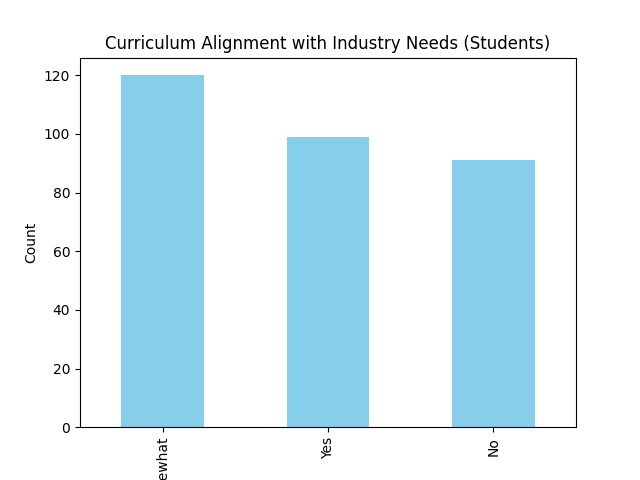 Curriculum Alignment with Industry Needs (Students)
120
100
80
60
40
20
0
Count
ewhat
Yes
No